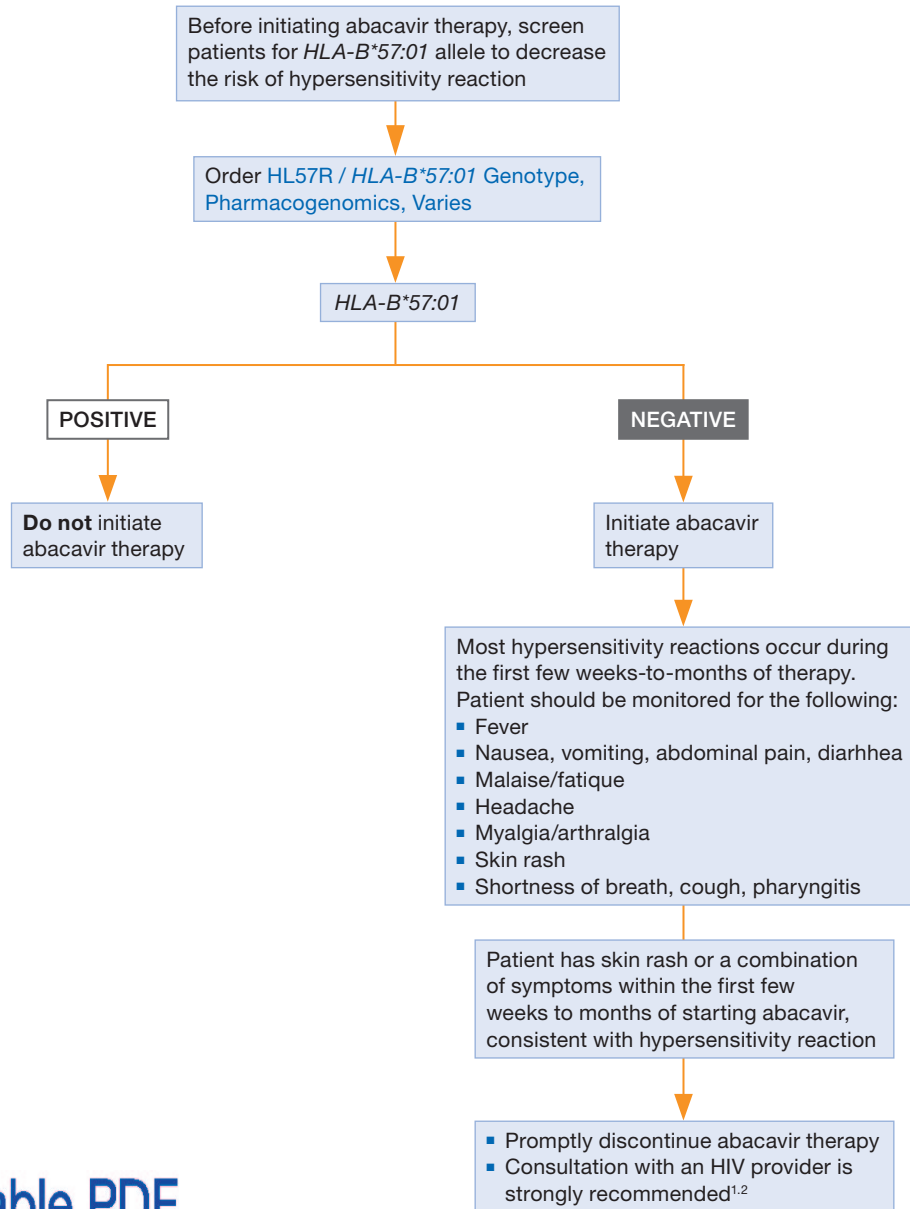 Before initiating abacavir therapy, screen
patients for HLA-B*57:01 allele to decrease
the risk of hypersensitivity reaction
Order HL57R / HLA-B*57:01 Genotype,
Pharmacogenomics, Varies
HLA-B*57:01
POSITIVE
NEGATIVE
Do not initiate
abacavir therapy
Initiate abacavir
therapy
Most hypersensitivity reactions occur during
the first few weeks-to-months of therapy.
Patient should be monitored for the following:
▪ Fever
▪ Nausea, vomiting, abdominal pain, diarhhea
▪ Malaise/fatique
▪ Headache
▪ Myalgia/arthralgia
▪ Skin rash
▪ Shortness of breath, cough, pharyngitis
Patient has skin rash or a combination
of symptoms within the first few
weeks to months of starting abacavir,
consistent with hypersensitivity reaction
▪ Promptly discontinue abacavir therapy
▪ Consultation with an HIV provider is
strongly recommended1.2
PDF